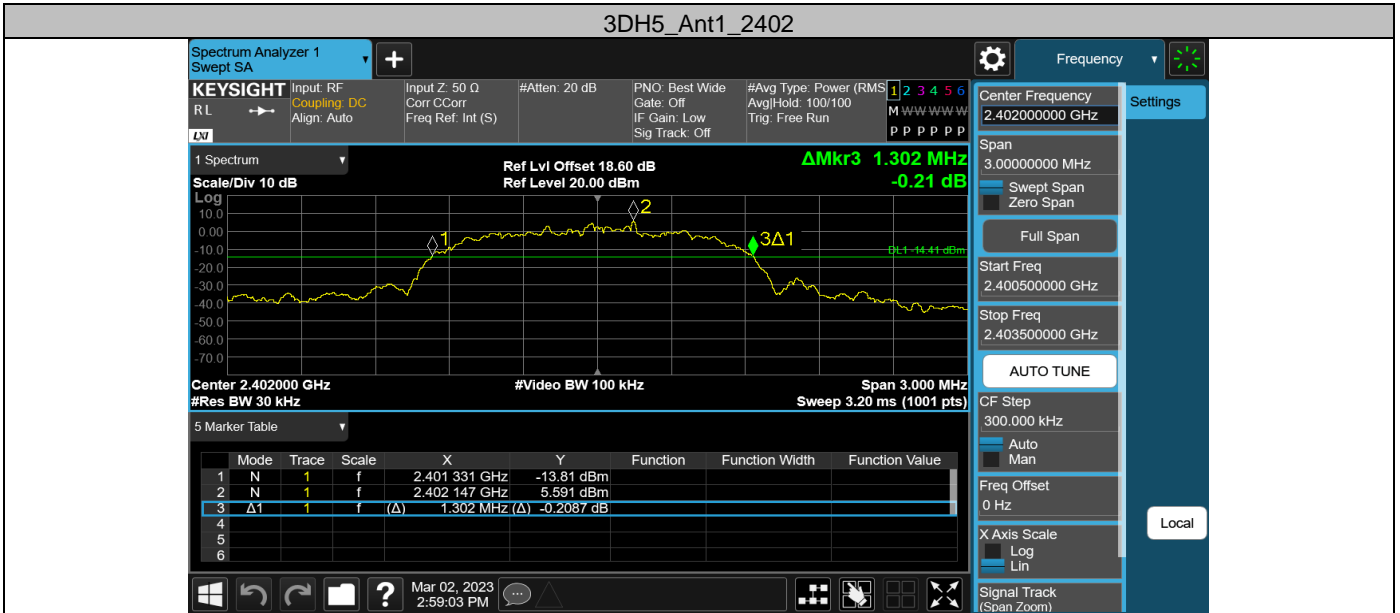 3DH5_Ant1_2402
Spectrum Analyzer 1
Swept SA
+
Frequency
KEYSIGHT
RL
LXI
Input: RF
Coupling: DC
Align: Auto
Input Z: 50 Ω
Corr CCorr
Freq Ref: Int (S)
#Atten: 20 dB
PNO: Best Wide
Gate: Off
IF Gain: Low
Sig Track: Off
#Avg Type: Power (RMS
Avg|Hold: 100/100
Trig: Free Run
1 2 3 4 5 6
M W W W W W
P P P P P P
1 Spectrum
Scale/Div 10 dB
Ref Lvl Offset 18.60 dB
Ref Level 20.00 dBm
ΔMkr3 1.302 MHz
-0.21 dB
Log
10.0
0.00
-10.0
-20.0
-30.0
-40.0
-50.0
-60.0
-70.0
1
2
3Δ1
DL1 -14.41 dBm
Center 2.402000 GHz
#Video BW 100 kHz
Span 3.000 MHz
#Res BW 30 kHz
Sweep 3.20 ms (1001 pts)
5 Marker Table
Mode Trace Scale X Y Function Function Width Function Value
1 N 1 f 2.401 331 GHz -13.81 dBm
2 N 1 f 2.402 147 GHz 5.591 dBm
3 Δ1 1 f (Δ) 1.302 MHz (Δ) -0.2087 dB
4
5
6
Center Frequency
2.402000000 GHz
Settings
Span
3.00000000 MHz
Swept Span
Zero Span
Full Span
Start Freq
2.400500000 GHz
Stop Freq
2.403500000 GHz
AUTO TUNE
CF Step
300.000 kHz
Auto
Man
Freq Offset
0 Hz
Local
X Axis Scale
Log
Lin
Signal Track
(Span Zoom)
?
Mar 02, 2023
2:59:03 PM